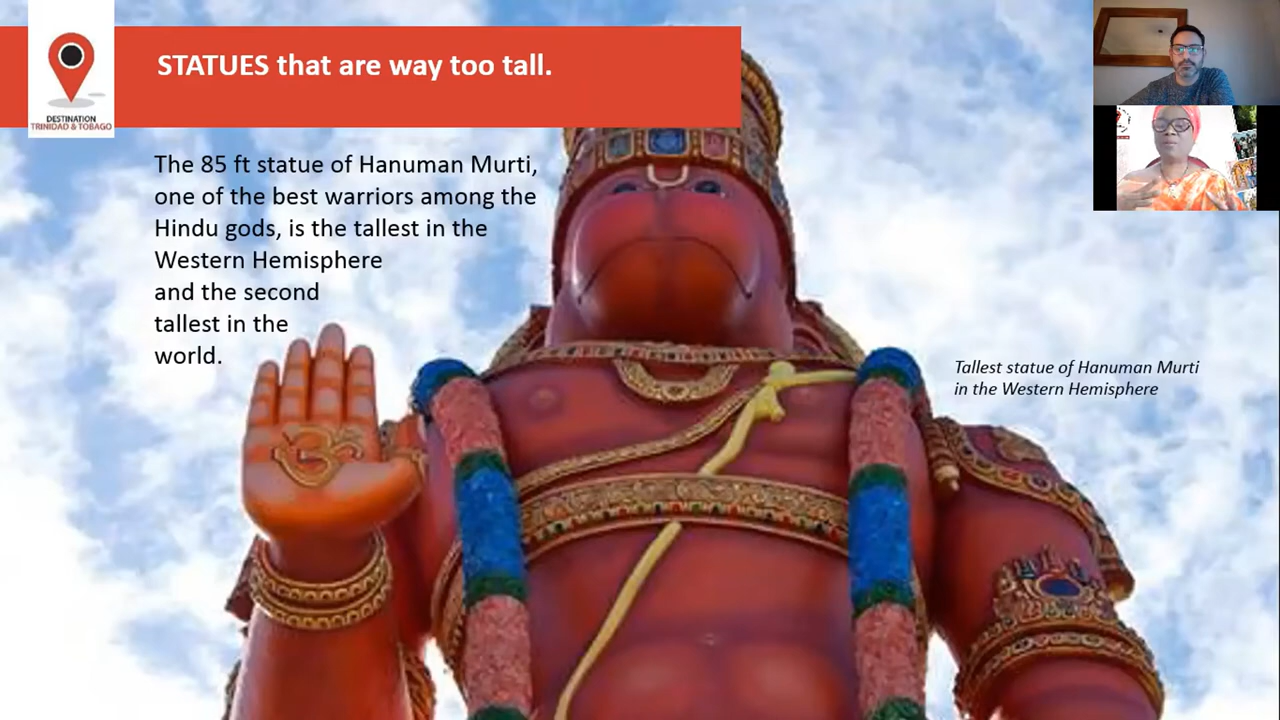 STATUES that are way too tall.
DESTINATION
TRINIDAD & TOBAGO
The 85 ft statue of Hanuman Murti,
one of the best warriors among the
Hindu gods, is the tallest in the
Western Hemisphere
and the second
tallest in the
world.
Tallest statue of Hanuman Murti
in the Western Hemisphere
ॐ